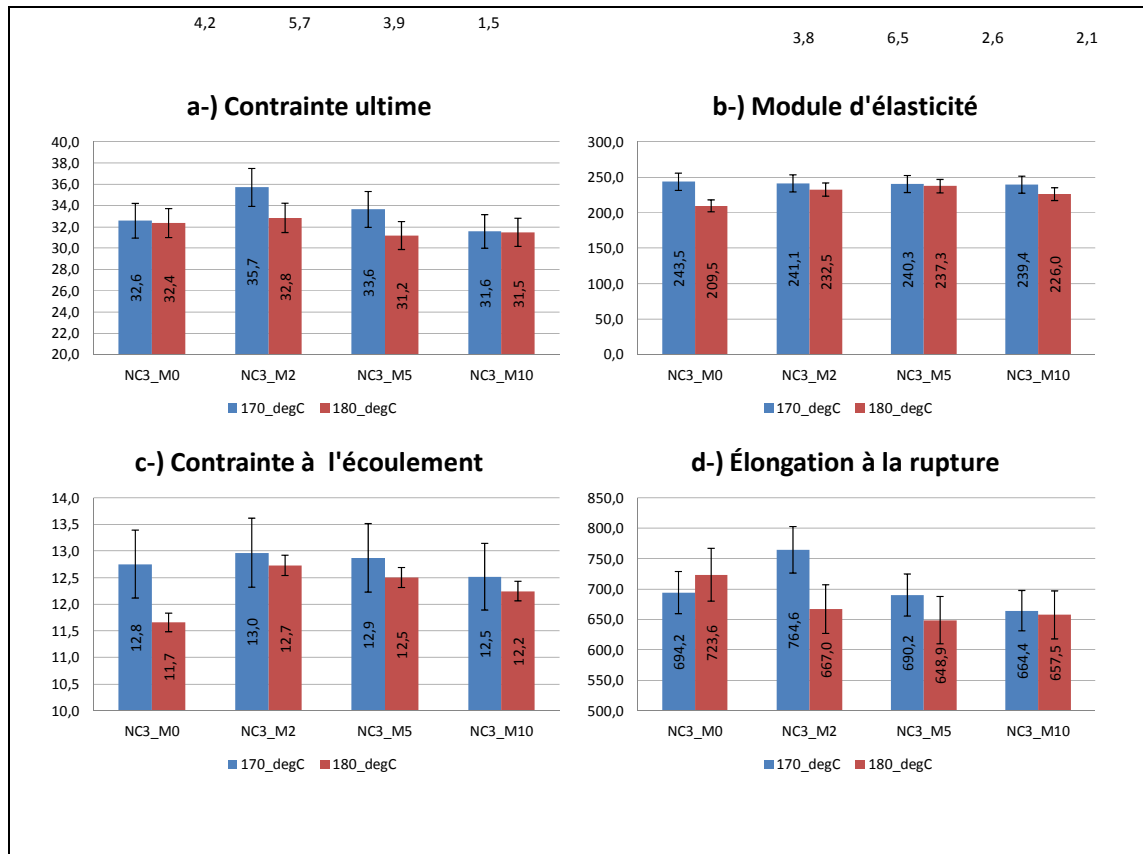 4,2 5,7 3,9 1,5
3,8 6,5 2,6 2,1
a-) Contrainte ultime
40,0
38,0
36,0
34,0
32,0
30,0
28,0
26,0
24,0
22,0
20,0
32,6 32,4 35,7 32,8 33,6 31,2 31,6 31,5
NC3_M0 NC3_M2 NC3_M5 NC3_M10
170_degC 180_degC
b-) Module d'élasticité
300,0
250,0
200,0
150,0
100,0
50,0
0,0
243,5 209,5 241,1 232,5 240,3 237,3 239,4 226,0
NC3_M0 NC3_M2 NC3_M5 NC3_M10
170_degC 180_degC
c-) Contrainte à l'écoulement
14,0
13,5
13,0
12,5
12,0
11,5
11,0
10,5
10,0
12,8 11,7 13,0 12,7 12,9 12,5 12,5 12,2
NC3_M0 NC3_M2 NC3_M5 NC3_M10
170_degC 180_degC
d-) Élongation à la rupture
850,0
800,0
750,0
700,0
650,0
600,0
550,0
500,0
694,2 723,6 764,6 667,0 690,2 648,9 664,4 657,5
NC3_M0 NC3_M2 NC3_M5 NC3_M10
170_degC 180_degC